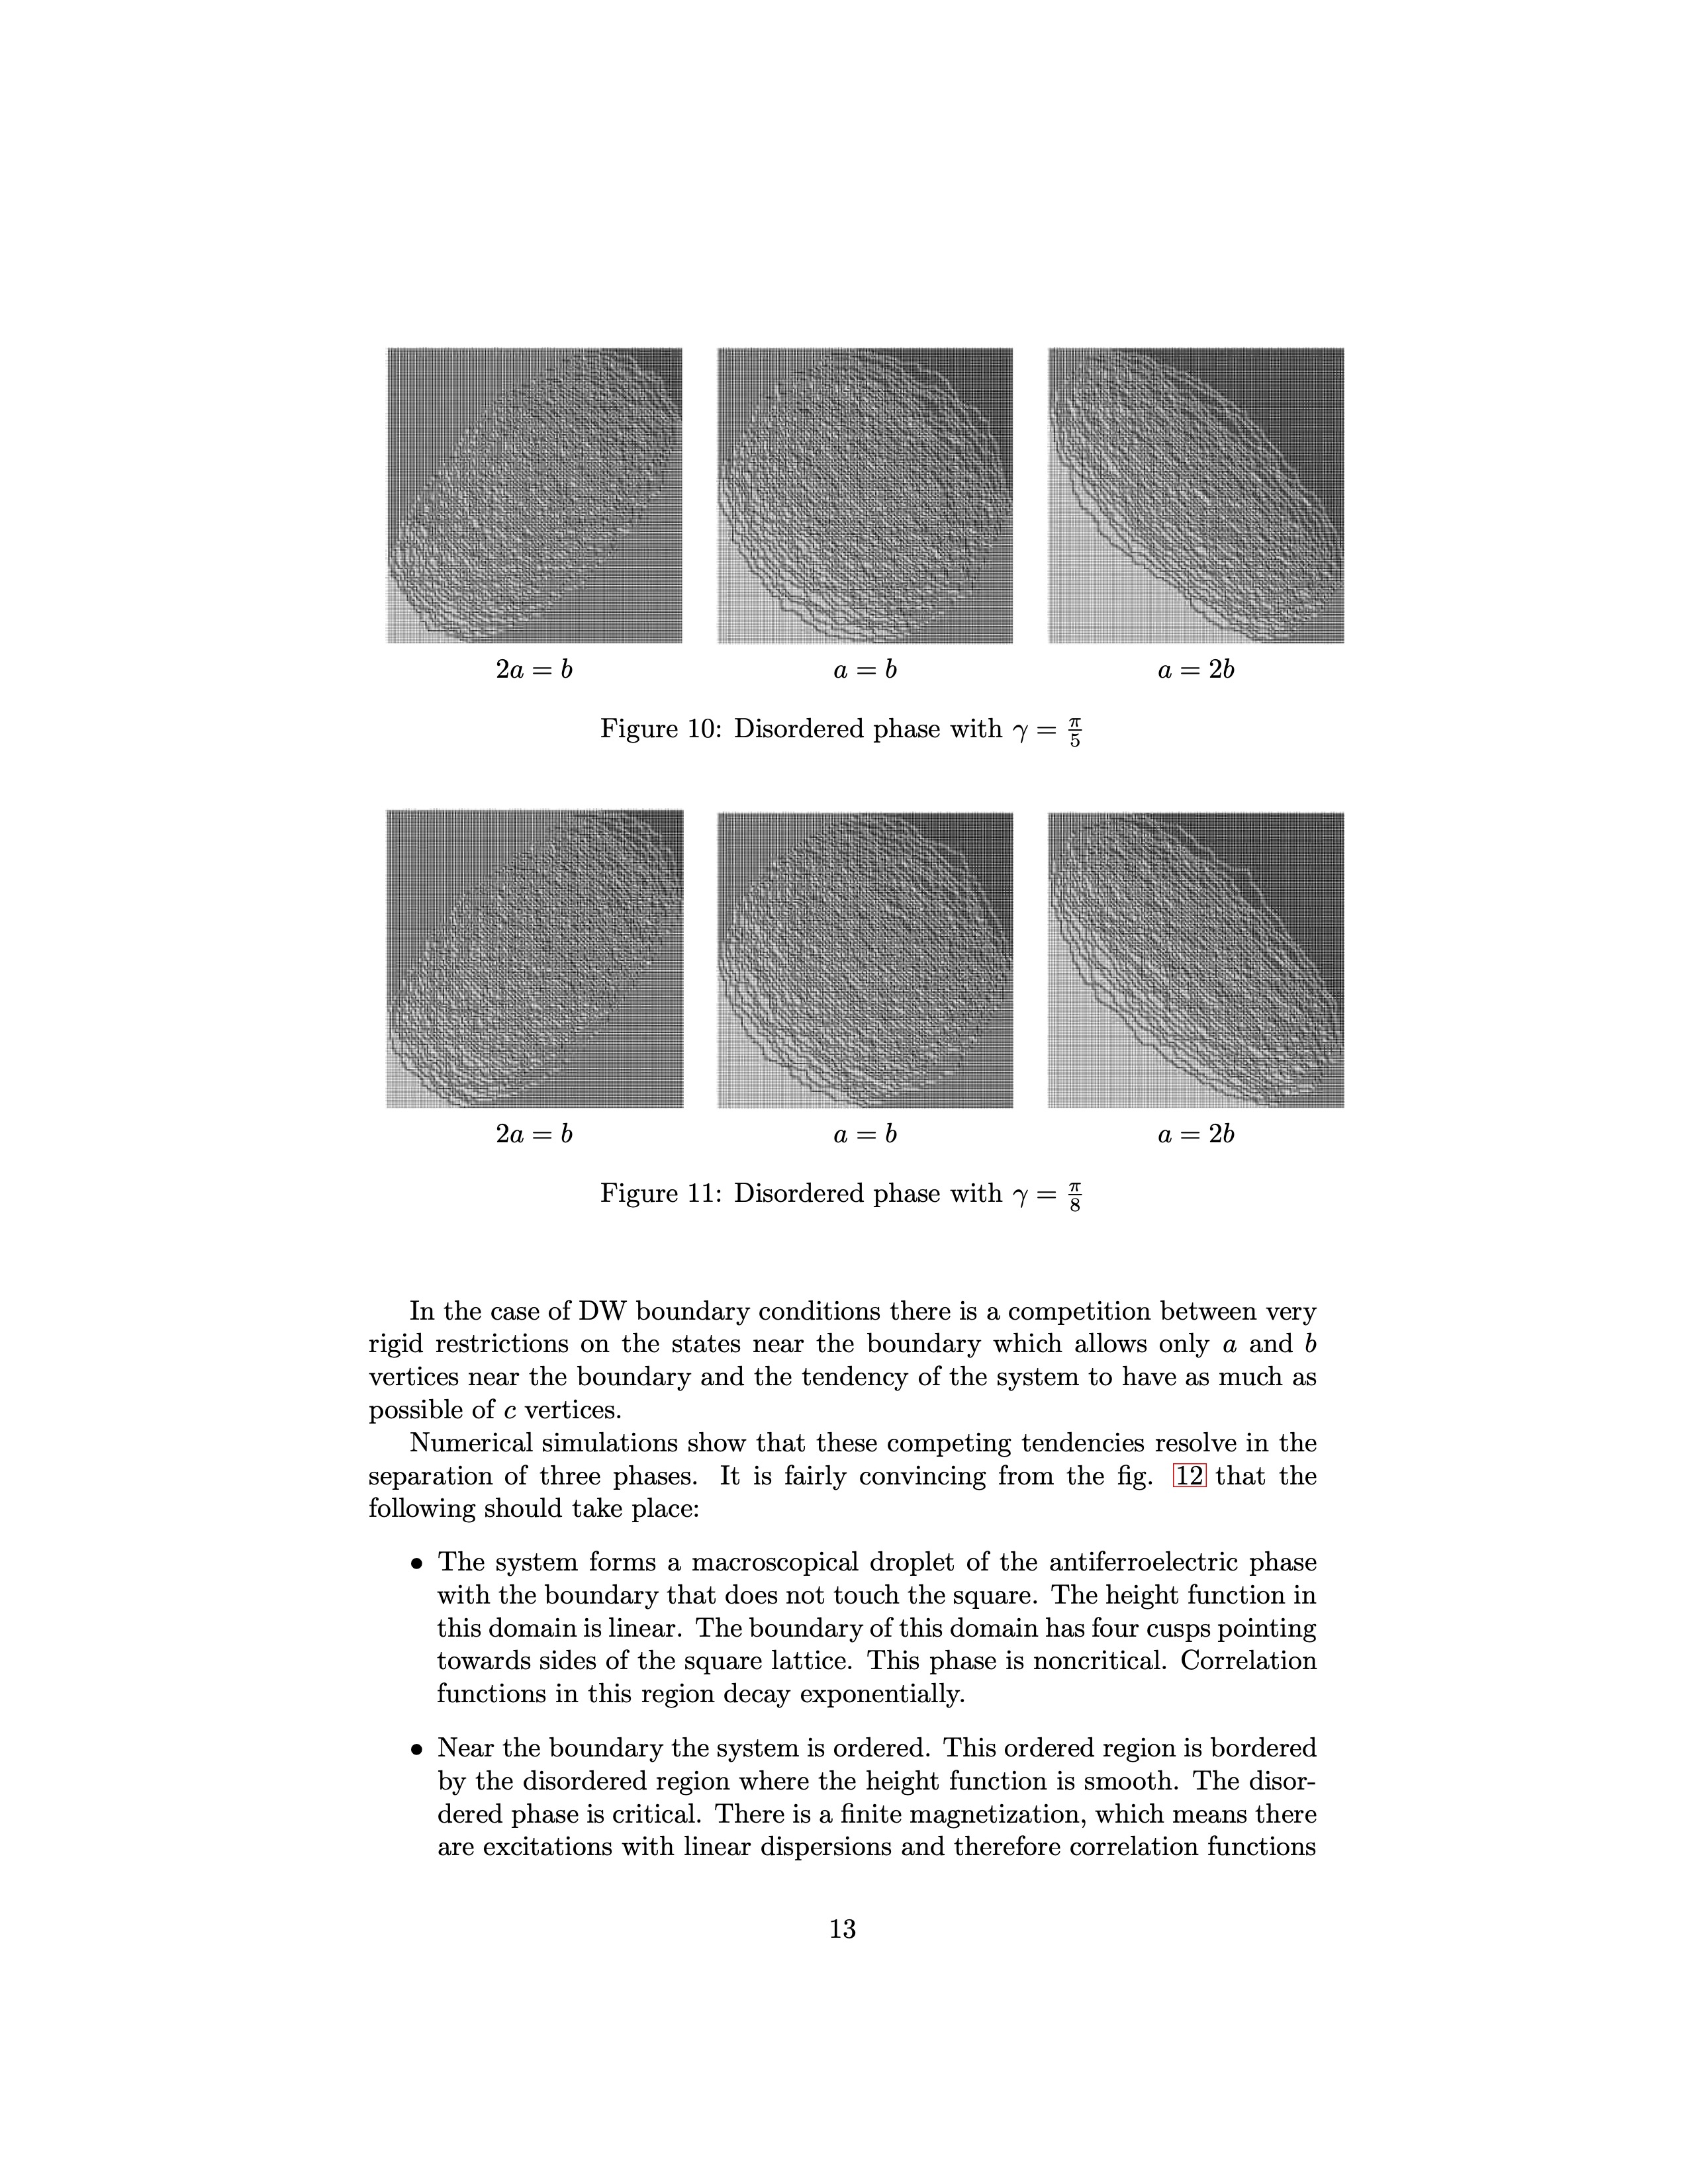 2a = b
a = b
a = 2b
Figure 10: Disordered phase with γ = π/5
2a = b
a = b
a = 2b
Figure 11: Disordered phase with γ = π/8
In the case of DW boundary conditions there is a competition between very
rigid restrictions on the states near the boundary which allows only a and b
vertices near the boundary and the tendency of the system to have as much as
possible of c vertices.
Numerical simulations show that these competing tendencies resolve in the
separation of three phases. It is fairly convincing from the fig. 12 that the
following should take place:
• The system forms a macroscopical droplet of the antiferroelectric phase
with the boundary that does not touch the square. The height function in
this domain is linear. The boundary of this domain has four cusps pointing
towards sides of the square lattice. This phase is noncritical. Correlation
functions in this region decay exponentially.
• Near the boundary the system is ordered. This ordered region is bordered
by the disordered region where the height function is smooth. The disor-
dered phase is critical. There is a finite magnetization, which means there
are excitations with linear dispersions and therefore correlation functions
13